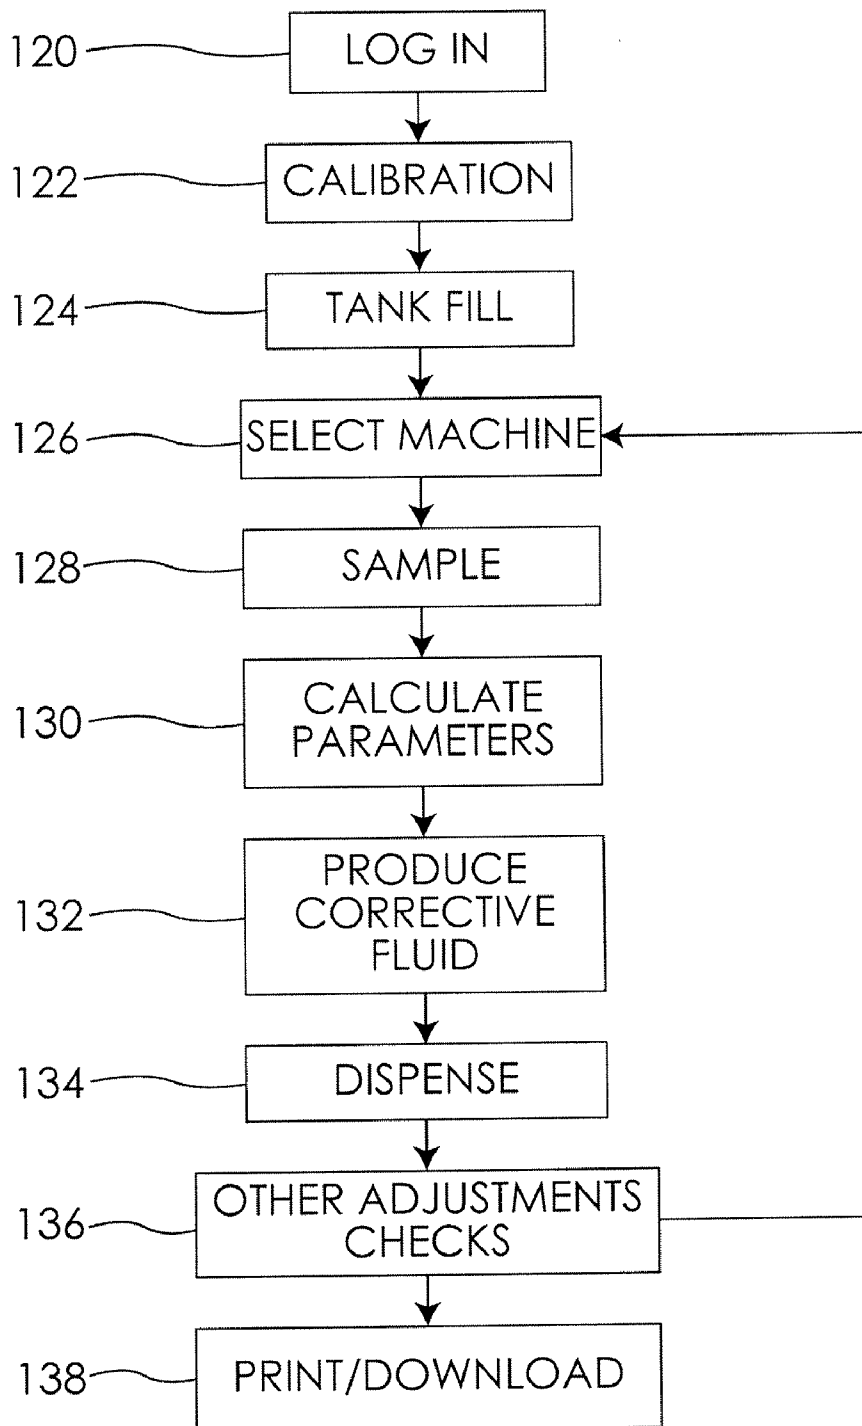 120
LOG IN
122
CALIBRATION
124
TANK FILL
126
SELECT MACHINE
128
SAMPLE
130
CALCULATE
PARAMETERS
132
PRODUCE
CORRECTIVE
FLUID
134
DISPENSE
136
OTHER ADJUSTMENTS
CHECKS
138
PRINT/DOWNLOAD